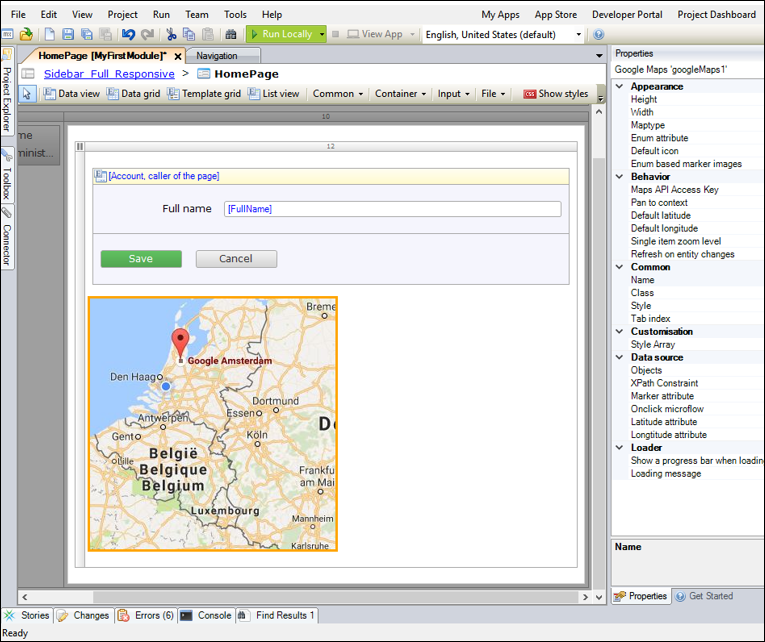 File Edit View Project Run Team Tools Help My Apps App Store Developer Portal Project Dashboard
Run Locally View App English, United States (default)
HomePage [MyFirstModule]* Navigation
Sidebar_Full_Responsive > HomePage
Data view Data grid Template grid List view Common Container Input File CSS Show styles
10
me
minist...
12
[Account, caller of the page]
Full name [FullName]
Save Cancel
Breme
Google Amsterdam
Den Haag
Dortmund
Essen
Antwerpen
D
Gent
Köln
België
Lille
Belgique
Frankfu
Belgium
am Mai
Luxembourg
Mannheim
Karlsruhe
Project Explorer
Toolbox
Connector
Properties
Google Maps 'googleMaps1'
Appearance
Height
Width
Maptype
Enum attribute
Default icon
Enum based marker images
Behavior
Maps API Access Key
Pan to context
Default latitude
Default longitude
Single item zoom level
Refresh on entity changes
Common
Name
Class
Style
Tab index
Customisation
Style Array
Data source
Objects
XPath Constraint
Marker attribute
Onclick microflow
Latitude attribute
Longtitude attribute
Loader
Show a progress bar when loading
Loading message
Name
Properties Get Started
Stories Changes Errors (6) Console Find Results 1
Ready